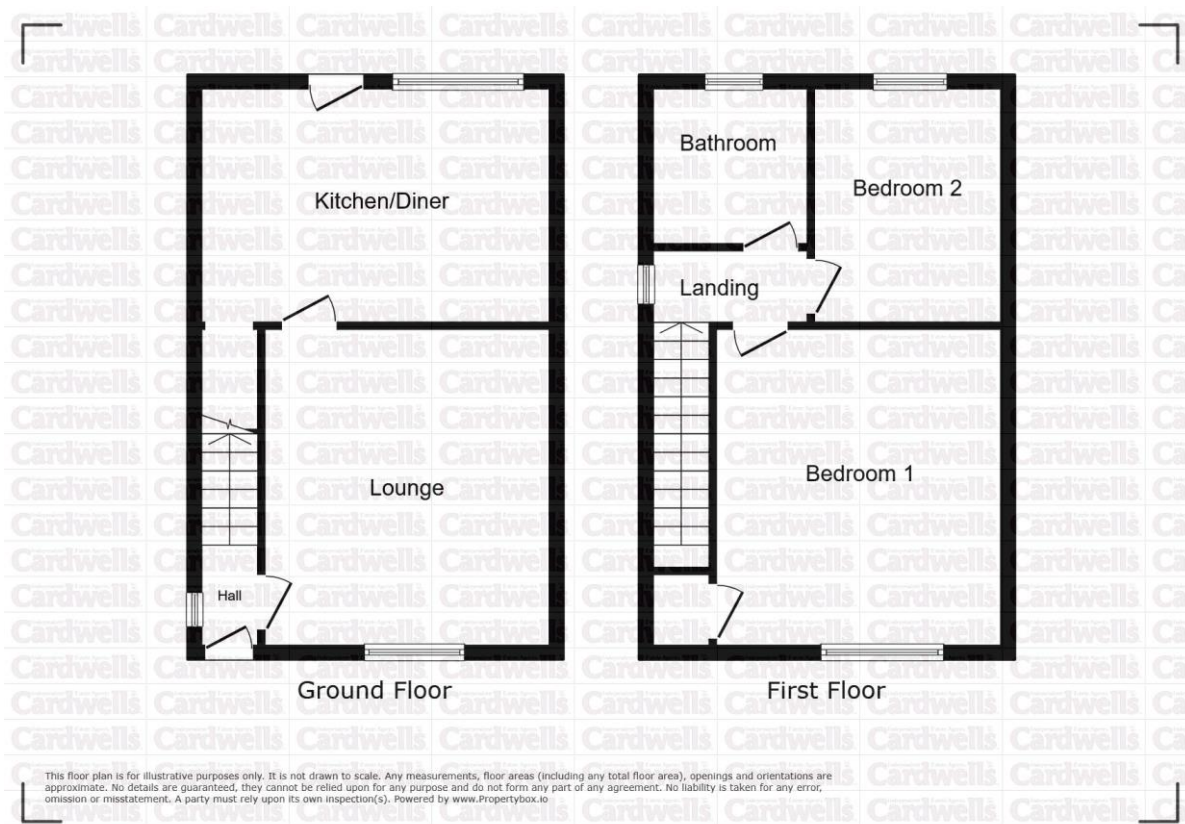 Kitchen/Diner
Lounge
Hall
Ground Floor
Bathroom
Bedroom 2
Landing
Bedroom 1
First Floor
Cardwells
This floor plan is for illustrative purposes only. It is not drawn to scale. Any measurements, floor areas (including any total floor area), openings and orientations are
approximate. No details are guaranteed, they cannot be relied upon for any purpose and do not form any part of any agreement. No liability is taken for any error,
omission or misstatement. A party must rely upon its own inspection(s). Powered by www.Propertybox.io